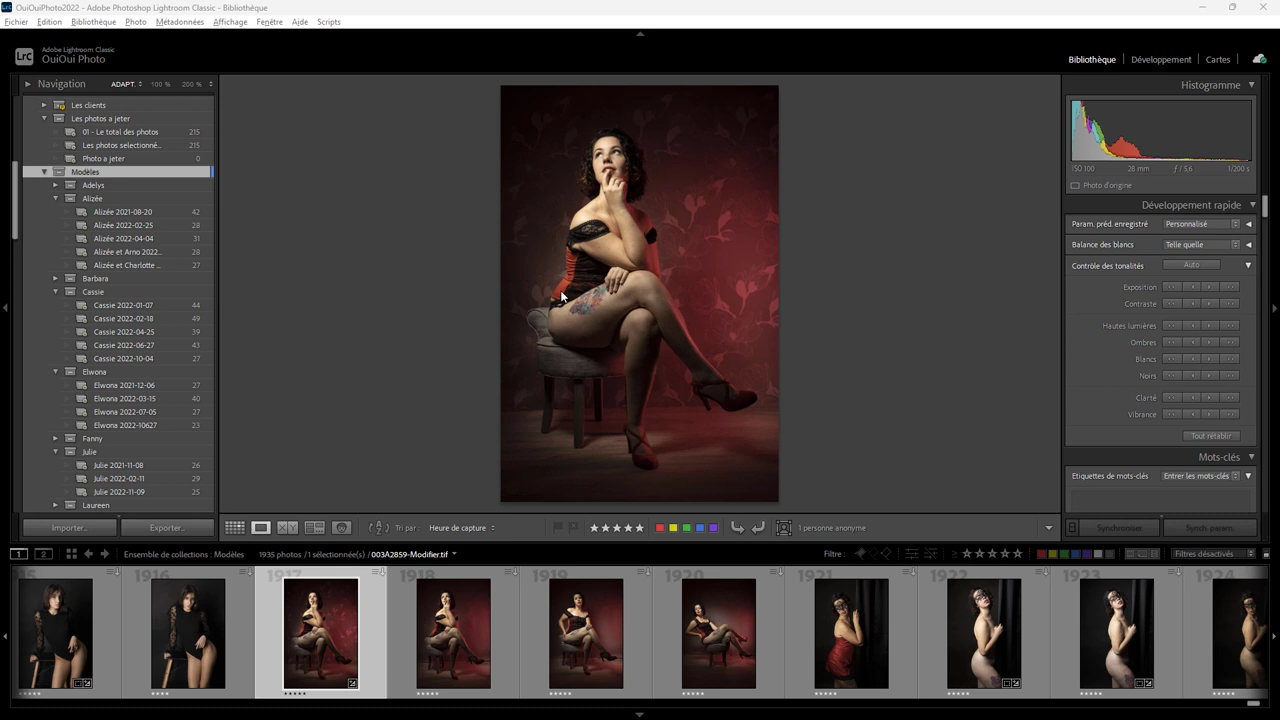 OuiOuiPhoto2022 - Adobe Photoshop Lightroom Classic - Bibliothèque
Fichier Edition Bibliothèque Photo Métadonnées Affichage Fenêtre Aide Scripts
Lrc
Adobe Lightroom Classic
OuiOui Photo
Bibliothèque Développement Cartes
Navigation ADAPT. 100 % 200 %
Les clients
Les photos a jeter
01 - Le total des photos 215
Les photos selectionné... 215
Photo a jeter 0
Modèles
Adelys
Alizée
Alizée 2021-08-20 42
Alizée 2022-02-25 28
Alizée 2022-04-04 31
Alizée et Arno 2022... 28
Alizée et Charlotte ... 27
Barbara
Cassie
Cassie 2022-01-07 44
Cassie 2022-02-18 49
Cassie 2022-04-25 39
Cassie 2022-06-27 43
Cassie 2022-10-04 27
Elwona
Elwona 2021-12-06 27
Elwona 2022-03-15 40
Elwona 2022-07-05 27
Elwona 2022-10627 23
Fanny
Julie
Julie 2021-11-08 26
Julie 2022-02-11 29
Julie 2022-11-09 25
Laureen
Importer... Exporter...
Histogramme
ISO 100 28 mm ƒ / 5,6 1/200 s
Photo d'origine
Développement rapide
Param. préd. enregistré Personnalisé
Balance des blancs Telle quelle
Contrôle des tonalités Auto
Exposition
Contraste
Hautes lumières
Ombres
Blancs
Noirs
Clarté
Vibrance
Tout rétablir
Mots-clés
Etiquettes de mots-clés Entrer les mots-clés
Synchroniser Synch. param.
XY Tri par : Heure de capture 1 personne anonyme
1 2 Ensemble de collections : Modèles 1935 photos /1 sélectionnée(s) / 003A2859-Modifier.tif Filtre : Filtres désactivés
15 1916 1917 1918 1919 1920 1921 1922 1923 1924